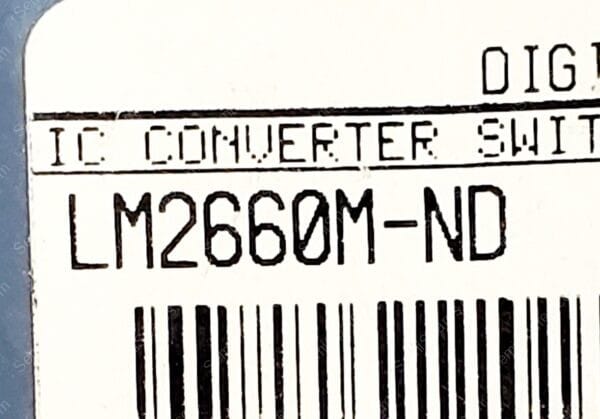 DIGI
IC CONVERTER SWIT
LM2660M-ND